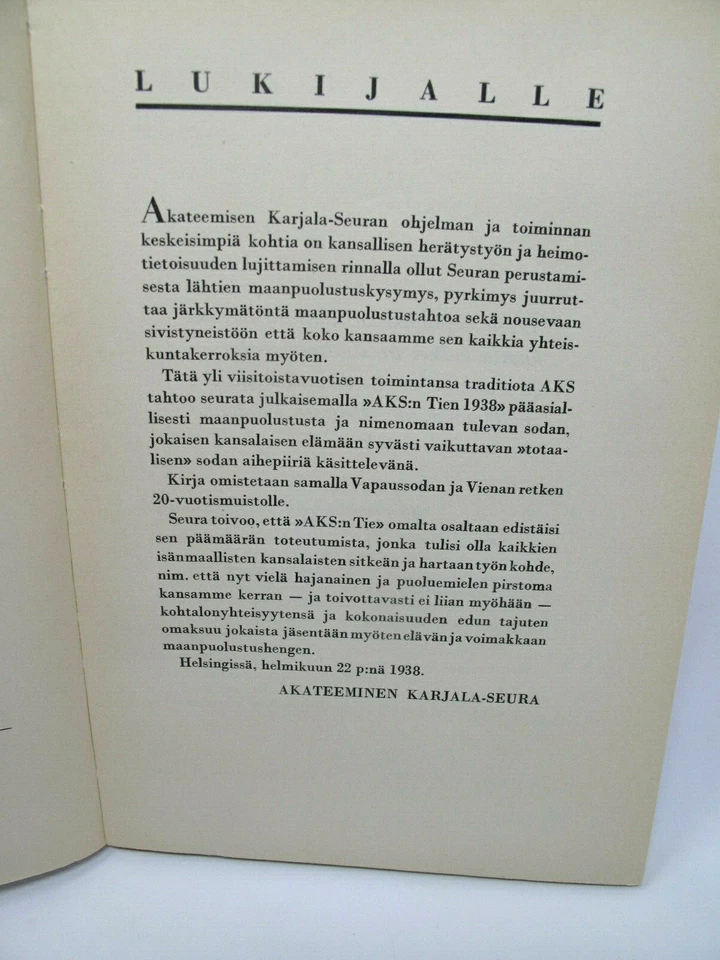 LUKIJALLE
Akateemisen Karjala-Seuran ohjelman ja toiminnan
keskeisimpiä kohtia on kansallisen herätystyön ja heimo-
tietoisuuden lujittamisen rinnalla ollut Seuran perustami-
sesta lähtien maanpuolustuskysymys, pyrkimys juurrut-
taa järkkymätöntä maanpuolustustahtoa sekä nousevaan
sivistyneistöön että koko kansaamme sen kaikkia yhteis-
kuntakerroksia myöten.
Tätä yli viisitoistavuotisen toimintansa traditiota AKS
tahtoo seurata julkaisemalla »AKS:n Tien 1938» pääasial-
lisesti maanpuolustusta ja nimenomaan tulevan sodan,
jokaisen kansalaisen elämään syvästi vaikuttavan »totaa-
lisen» sodan aihepiiriä käsittelevänä.
Kirja omistetaan samalla Vapaussodan ja Vienan retken
20-vuotismuistolle.
Seura toivoo, että »AKS:n Tie» omalta osaltaan edistäisi
sen päämäärän toteutumista, jonka tulisi olla kaikkien
isänmaallisten kansalaisten sitkeän ja hartaan työn kohde,
nim. että nyt vielä hajanainen ja puoluemielen pirstoma
kansamme kerran — ja toivottavasti ei liian myöhään —
kohtalonyhteisyytensä ja kokonaisuuden edun tajuten
omaksuu jokaista jäsentään myöten elävän ja voimakkaan
maanpuolustushengen.
Helsingissä, helmikuun 22 p:nä 1938.
AKATEEMINEN KARJALA-SEURA